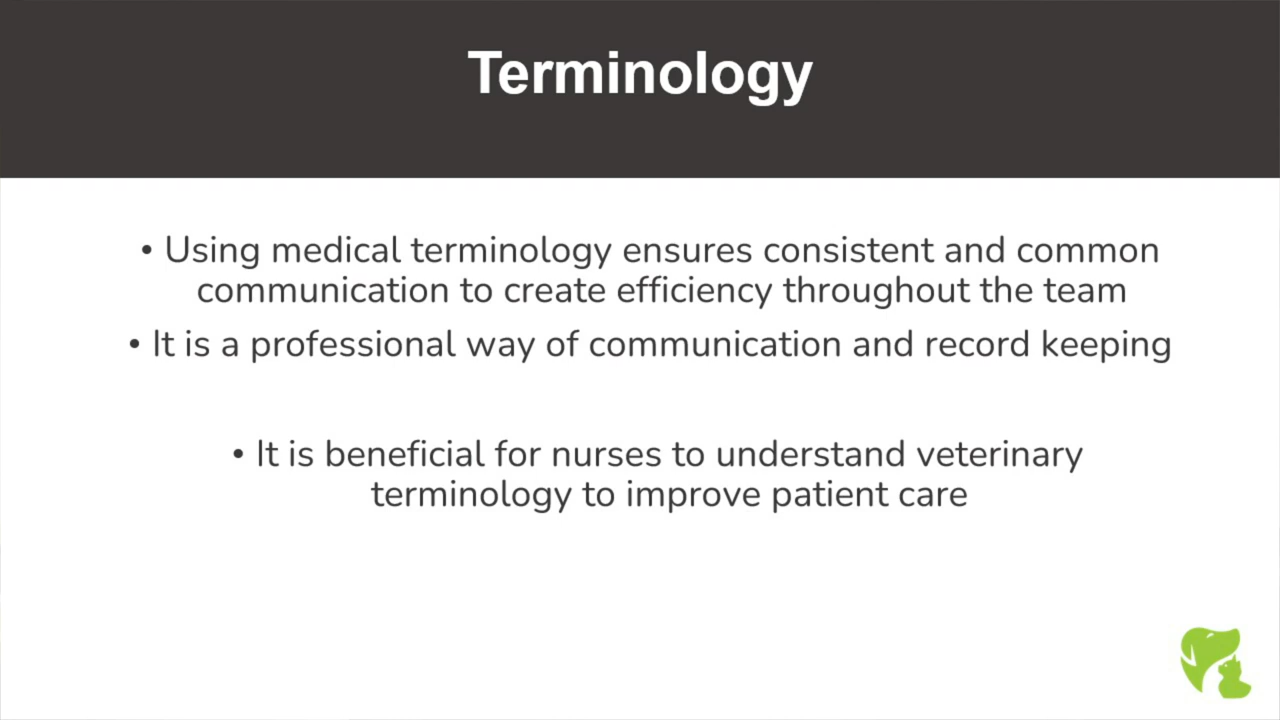 Terminology
• Using medical terminology ensures consistent and common
communication to create efficiency throughout the team
• It is a professional way of communication and record keeping
• It is beneficial for nurses to understand veterinary
terminology to improve patient care